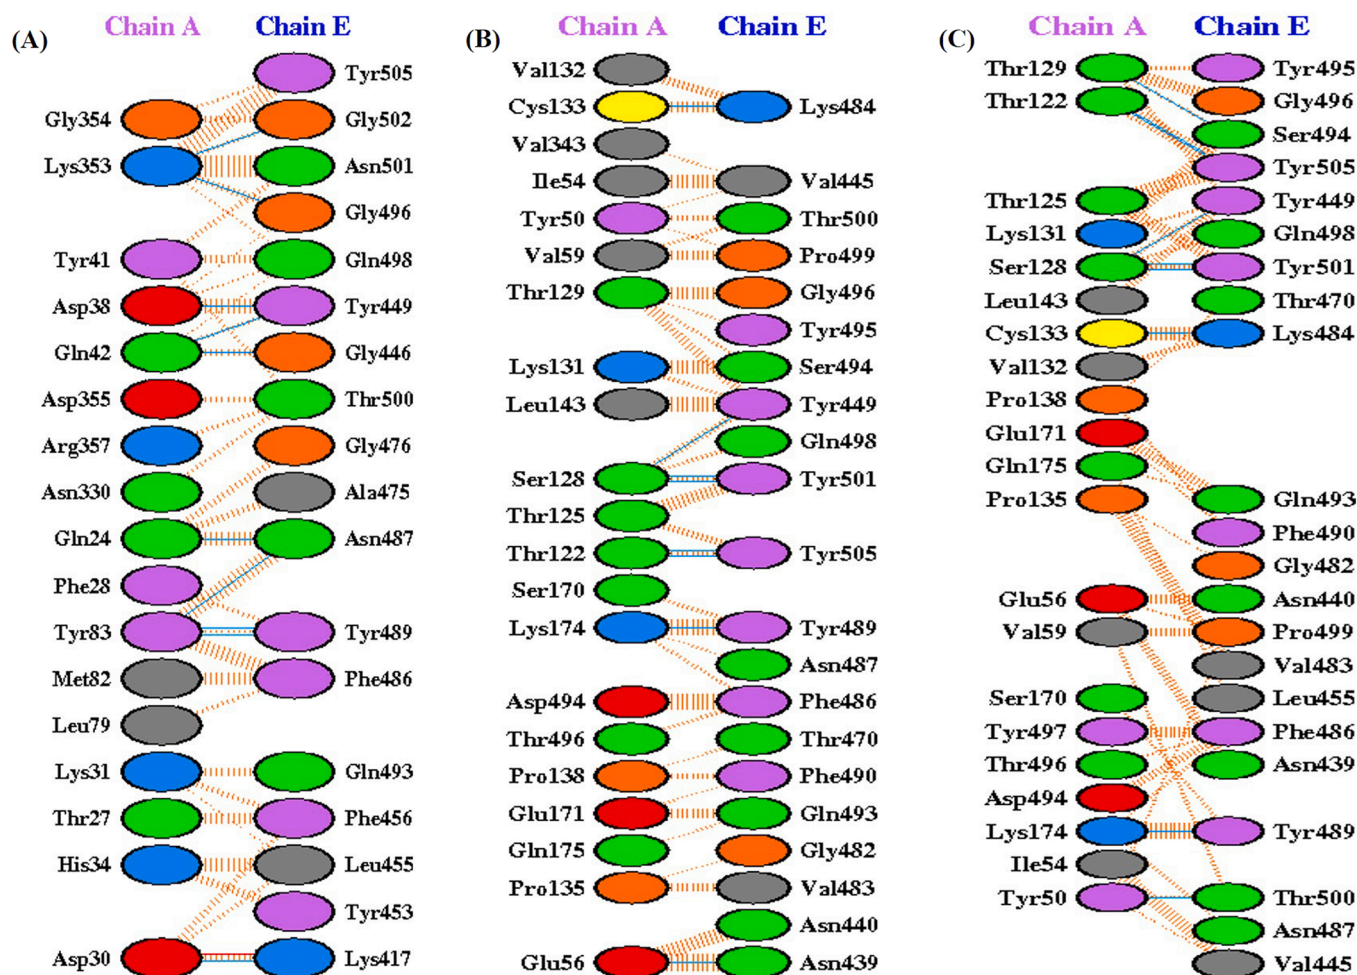 (A)
Chain A Chain E
Tyr505
Gly354 Gly502
Lys353 Asn501
Gly496
Tyr41 Gln498
Asp38 Tyr449
Gln42 Gly446
Asp355 Thr500
Arg357 Gly476
Asn330 Ala475
Gln24 Asn487
Phe28
Tyr83 Tyr489
Met82 Phe486
Leu79
Lys31 Gln493
Thr27 Phe456
His34 Leu455
Tyr453
Asp30 Lys417
(B)
Chain A Chain E
Val132
Cys133 Lys484
Val343
Ile54 Val445
Tyr50 Thr500
Val59 Pro499
Thr129 Gly496
Tyr495
Lys131 Ser494
Leu143 Tyr449
Gln498
Ser128 Tyr501
Thr125
Thr122 Tyr505
Ser170
Lys174 Tyr489
Asn487
Asp494 Phe486
Thr496 Thr470
Pro138 Phe490
Glu171 Gln493
Gln175 Gly482
Pro135 Val483
Asn440
Glu56 Asn439
(C)
Chain A Chain E
Thr129 Tyr495
Thr122 Gly496
Ser494
Tyr505
Thr125 Tyr449
Lys131 Gln498
Ser128 Tyr501
Leu143 Thr470
Cys133 Lys484
Val132
Pro138
Glu171
Gln175
Pro135 Gln493
Phe490
Gly482
Glu56 Asn440
Val59 Pro499
Val483
Ser170 Leu455
Tyr497 Phe486
Thr496 Asn439
Asp494
Lys174 Tyr489
Ile54
Tyr50 Thr500
Asn487
Val445